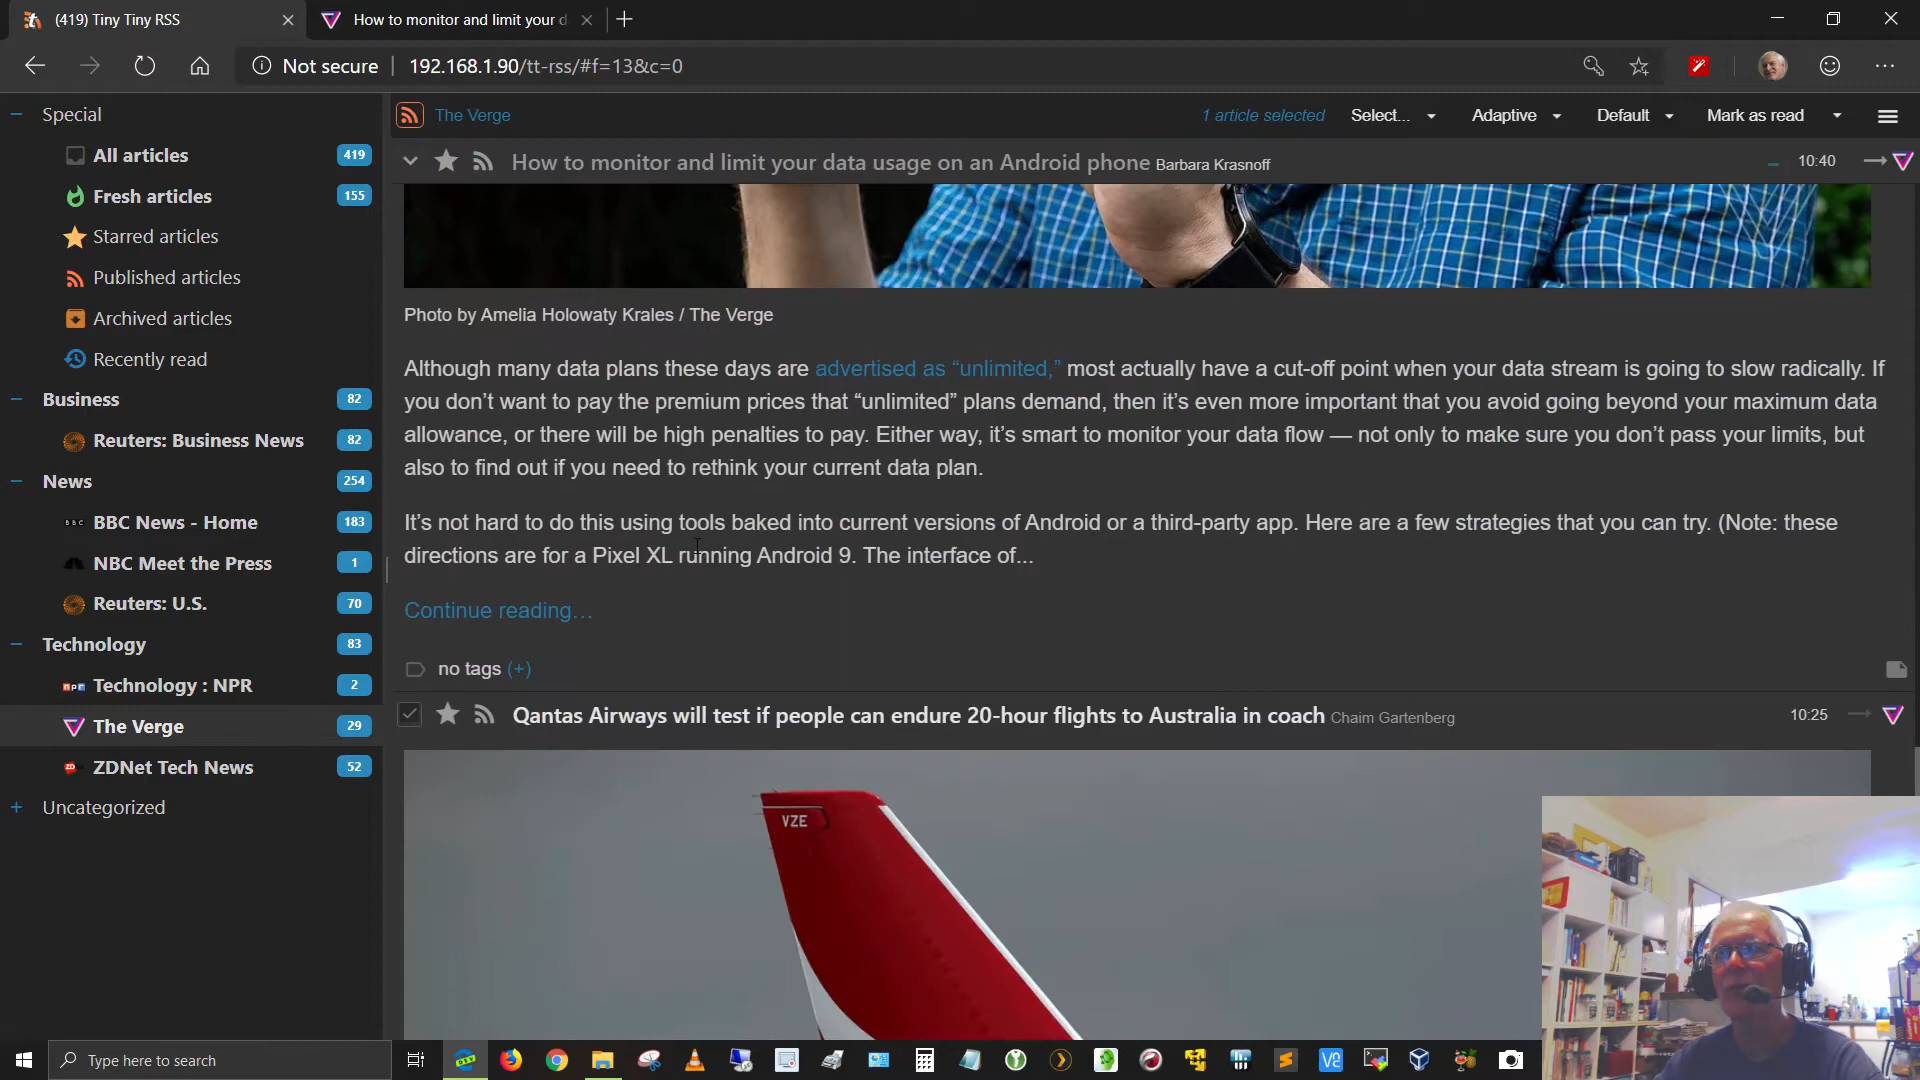 (419) Tiny Tiny RSS
How to monitor and limit your d
Not secure
192.168.1.90/tt-rss/#f=13&c=0
Special
All articles 419
Fresh articles 155
Starred articles
Published articles
Archived articles
Recently read
Business 82
Reuters: Business News 82
News 254
BBC BBC News - Home 183
NBC Meet the Press 1
Reuters: U.S. 70
Technology 83
npr Technology : NPR 2
The Verge 29
ZD ZDNet Tech News 52
Uncategorized
The Verge
1 article selected Select... Adaptive Default Mark as read
How to monitor and limit your data usage on an Android phone Barbara Krasnoff 10:40
Photo by Amelia Holowaty Krales / The Verge
Although many data plans these days are advertised as “unlimited,” most actually have a cut-off point when your data stream is going to slow radically. If
you don’t want to pay the premium prices that “unlimited” plans demand, then it’s even more important that you avoid going beyond your maximum data
allowance, or there will be high penalties to pay. Either way, it’s smart to monitor your data flow — not only to make sure you don’t pass your limits, but
also to find out if you need to rethink your current data plan.
It’s not hard to do this using tools baked into current versions of Android or a third-party app. Here are a few strategies that you can try. (Note: these
directions are for a Pixel XL running Android 9. The interface of...
Continue reading…
no tags (+)
Qantas Airways will test if people can endure 20-hour flights to Australia in coach Chaim Gartenberg 10:25
VZE
Type here to search